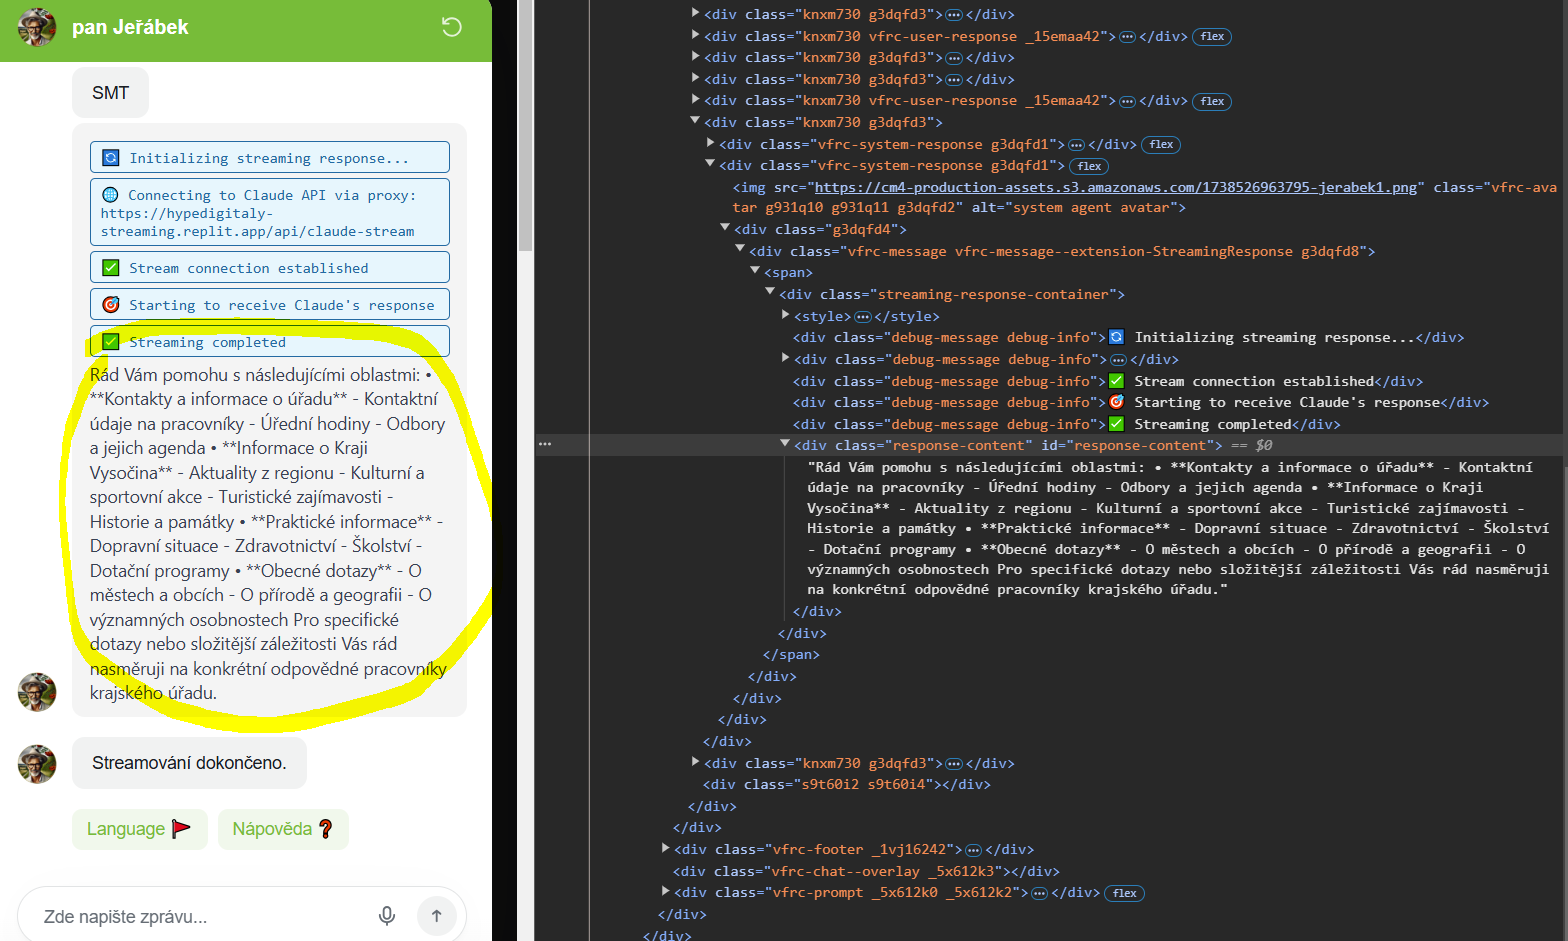 pan Jeřábek
SMT
Initializing streaming response...
Connecting to Claude API via proxy:
https://hypedigitaly-
streaming.replit.app/api/claude-stream
Stream connection established
Starting to receive Claude's response
Streaming completed
Rád Vám pomohu s následujícími oblastmi: •
**Kontakty a informace o úřadu** - Kontaktní
údaje na pracovníky - Úřední hodiny - Odbory
a jejich agenda • **Informace o Kraji
Vysočina** - Aktuality z regionu - Kulturní a
sportovní akce - Turistické zajímavosti -
Historie a památky • **Praktické informace** -
Dopravní situace - Zdravotnictví - Školství -
Dotační programy • **Obecné dotazy** - O
městech a obcích - O přírodě a geografii - O
významných osobnostech Pro specifické
dotazy nebo složitější záležitosti Vás rád
nasměruji na konkrétní odpovědné pracovníky
krajského úřadu.
Streamování dokončeno.
Language
Nápověda
Zde napište zprávu...
<div class="knxm730 g3dqfd3">…</div>
<div class="knxm730 vfrc-user-response _15emaa42">…</div> flex
<div class="knxm730 g3dqfd3">…</div>
<div class="knxm730 g3dqfd3">…</div>
<div class="knxm730 vfrc-user-response _15emaa42">…</div> flex
<div class="knxm730 g3dqfd3">
<div class="vfrc-system-response g3dqfd1">…</div> flex
<div class="vfrc-system-response g3dqfd1"> flex
<img src="https://cm4-production-assets.s3.amazonaws.com/1738526963795-jerabek1.png" class="vfrc-ava
tar g931q10 g931q11 g3dqfd2" alt="system agent avatar">
<div class="g3dqfd4">
<div class="vfrc-message vfrc-message--extension-StreamingResponse g3dqfd8">
<span>
<div class="streaming-response-container">
<style>…</style>
<div class="debug-message debug-info">🔄 Initializing streaming response...</div>
<div class="debug-message debug-info">…</div>
<div class="debug-message debug-info">✅ Stream connection established</div>
<div class="debug-message debug-info">🎯 Starting to receive Claude's response</div>
<div class="debug-message debug-info">✅ Streaming completed</div>
<div class="response-content" id="response-content"> == $0
"Rád Vám pomohu s následujícími oblastmi: • **Kontakty a informace o úřadu** - Kontaktní
údaje na pracovníky - Úřední hodiny - Odbory a jejich agenda • **Informace o Kraji
Vysočina** - Aktuality z regionu - Kulturní a sportovní akce - Turistické zajímavosti -
Historie a památky • **Praktické informace** - Dopravní situace - Zdravotnictví - Školství
- Dotační programy • **Obecné dotazy** - O městech a obcích - O přírodě a geografii - O
významných osobnostech Pro specifické dotazy nebo složitější záležitosti Vás rád nasměruji
na konkrétní odpovědné pracovníky krajského úřadu."
</div>
</div>
</span>
</div>
</div>
</div>
</div>
<div class="knxm730 g3dqfd3">…</div>
<div class="s9t60i2 s9t60i4"></div>
</div>
</div>
<div class="vfrc-footer _1vj16242">…</div>
<div class="vfrc-chat--overlay _5x612k3"></div>
<div class="vfrc-prompt _5x612k0 _5x612k2">…</div> flex
</div>
</div>